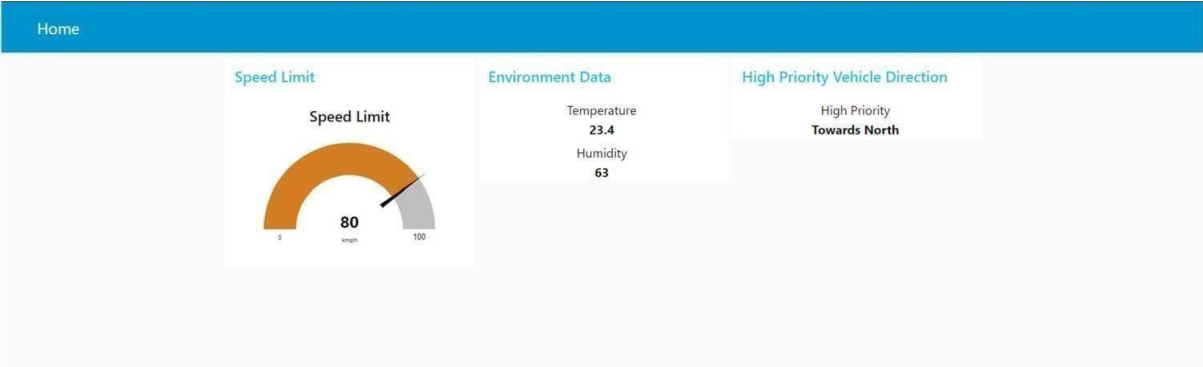 Home
Speed Limit
Speed Limit
80
kmph
0
100
Environment Data
Temperature
23.4
Humidity
63
High Priority Vehicle Direction
High Priority
Towards North